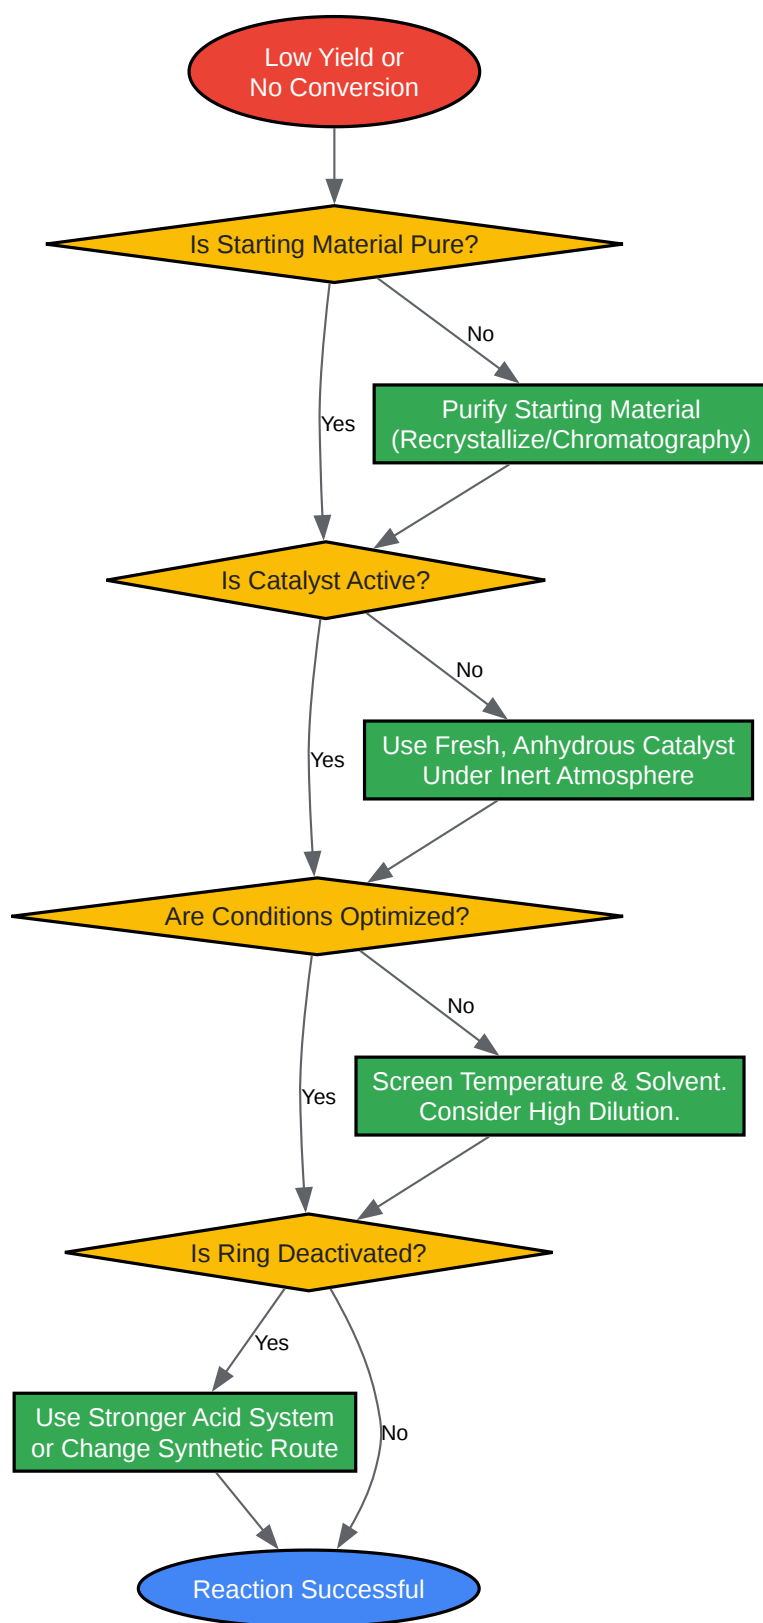 Low Yield or
No Conversion
Is Starting Material Pure?
No
Yes
Purify Starting Material
(Recrystallize/Chromatography)
Is Catalyst Active?
No
Yes
Use Fresh, Anhydrous Catalyst
Under Inert Atmosphere
Are Conditions Optimized?
No
Yes
Screen Temperature & Solvent.
Consider High Dilution.
Is Ring Deactivated?
Yes
No
Use Stronger Acid System
or Change Synthetic Route
Reaction Successful